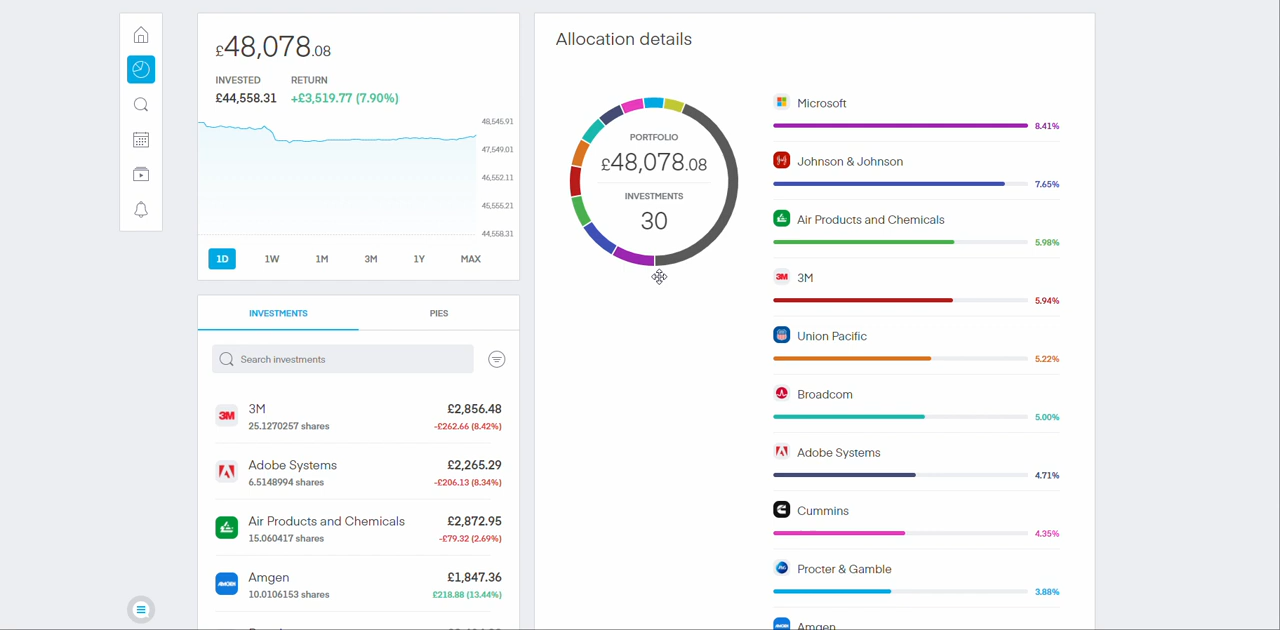 £48,078.08
INVESTED RETURN
£44,558.31 +£3,519.77 (7.90%)
48,545.91
47,549.01
46,552.11
45,555.21
44,558.31
1D 1W 1M 3M 1Y MAX
INVESTMENTS PIES
Search investments
3M £2,856.48
25.1270257 shares -£262.66 (8.42%)
Adobe Systems £2,265.29
6.5148994 shares -£206.13 (8.34%)
Air Products and Chemicals £2,872.95
15.060417 shares -£79.32 (2.69%)
Amgen £1,847.36
10.0106153 shares £218.88 (13.44%)
Allocation details
PORTFOLIO
£48,078.08
INVESTMENTS
30
Microsoft
8.41%
Johnson & Johnson
7.65%
Air Products and Chemicals
5.98%
3M 3M
5.94%
Union Pacific
5.22%
Broadcom
5.00%
Adobe Systems
4.71%
Cummins
4.35%
Procter & Gamble
3.88%
Amgen